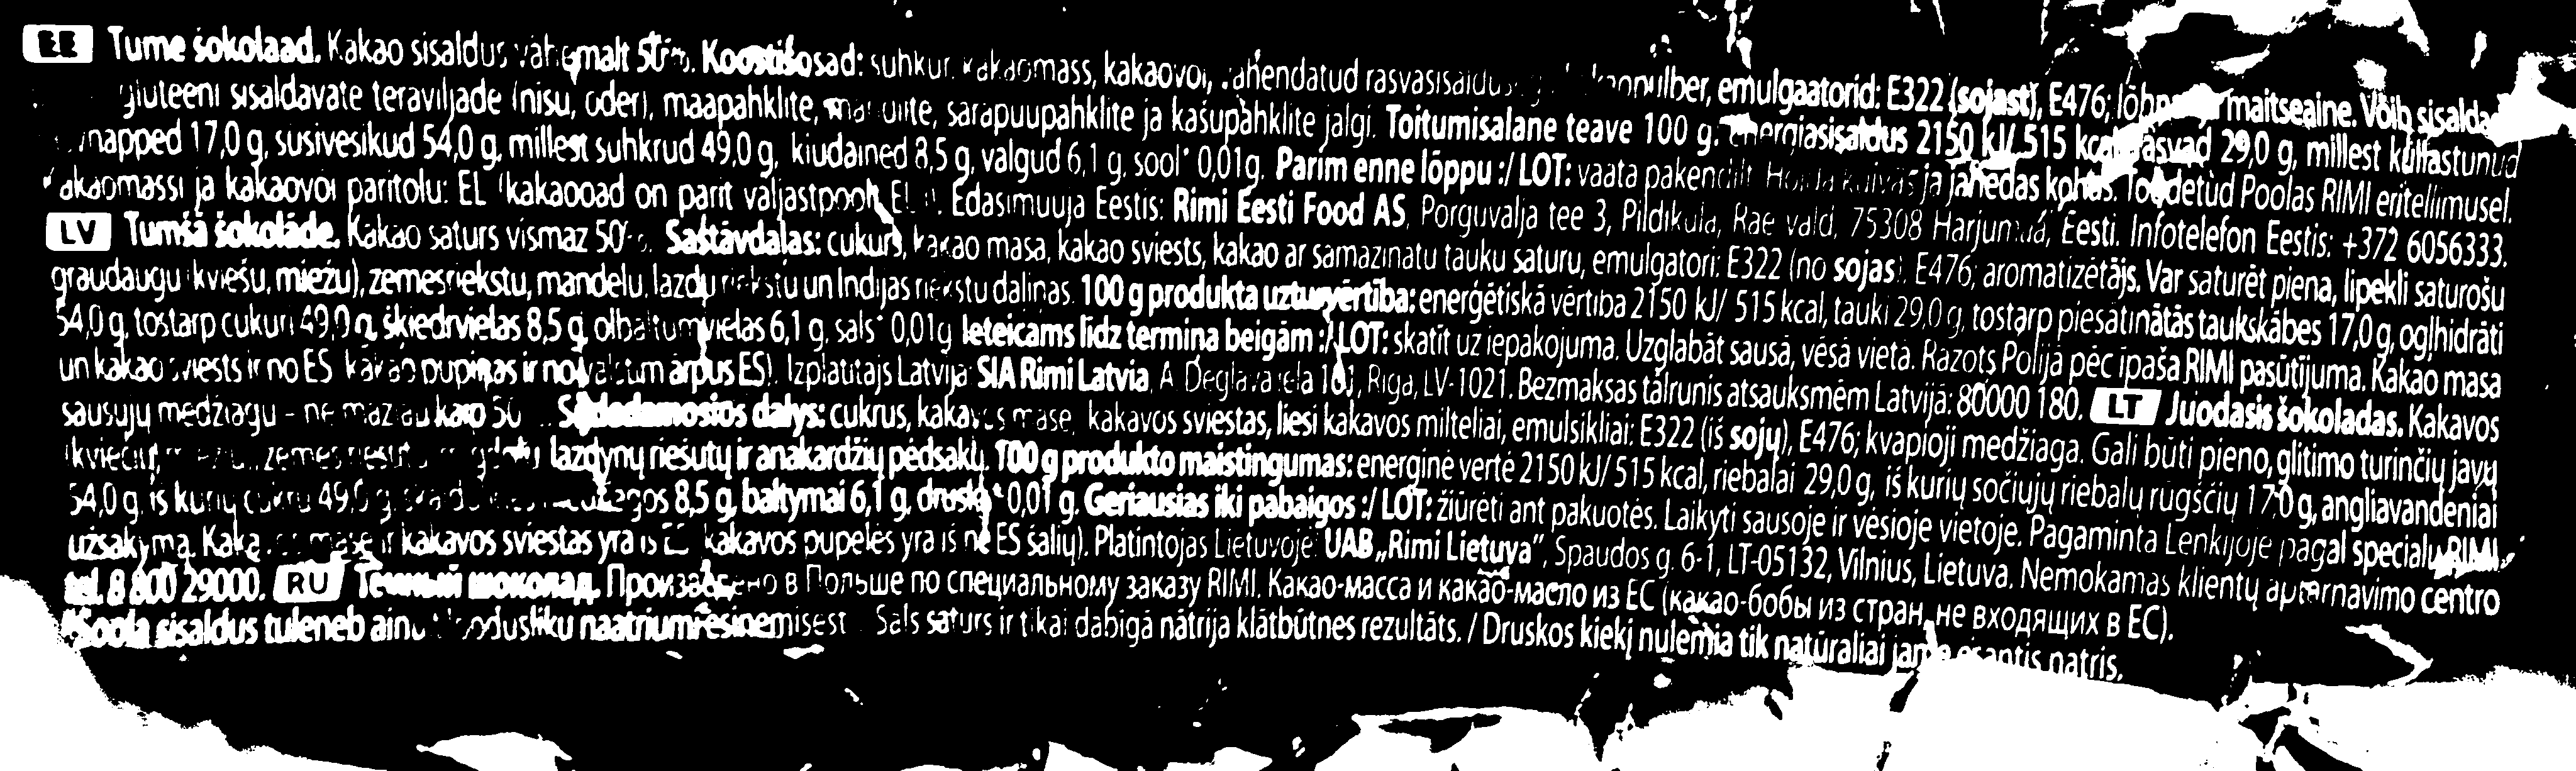 EE Tume šokolaad. Kakao sisaldus vähemalt 50%. Koostisosad: suhkur, kakaomass, kakaovõi, vähendatud rasvasisaldusega kakaopulber, emulgaatorid: E322 (sojast), E476; lõhna- ja maitseaine. Võib sisaldada
gluteeni sisaldavate teraviljade (nisu, oder), maapähklite, mandlite, sarapuupähklite ja kašupähklite jälgi. Toitumisalane teave 100 g: energiasisaldus 2150 kJ/ 515 kcal, rasvad 29,0 g, millest küllastunud
happed 17,0 g, süsivesikud 54,0 g, millest suhkrud 49,0 g, kiudained 8,5 g, valgud 6,1 g, sool* 0,01g. Parim enne lõppu :/ LOT: vaata pakendilt. Hoida kuivas ja jahedas kohas. Toodetud Poolas RIMI eritellimusel.
Kakaomassi ja kakaovõi päritolu: EL (kakaooad on pärit väljastpoolt EL-i). Edasimüüja Eestis: Rimi Eesti Food AS, Põrguvälja tee 3, Pildiküla, Rae vald, 75308 Harjumaa, Eesti. Infotelefon Eestis: +372 6056333.
LV Tumšā šokolāde. Kakao saturs vismaz 50%. Sastāvdaļas: cukurs, kakao masa, kakao sviests, kakao ar samazinātu tauku saturu, emulgatori: E322 (no sojas), E476; aromatizētājs. Var saturēt piena, lipekli saturošu
graudaugu (kviešu, miežu), zemesriekstu, mandeļu, lazdu riekstu un Indijas riekstu daļiņas. 100 g produkta uzturvērtība: enerģētiskā vērtība 2150 kJ/ 515 kcal, tauki 29,0 g, tostarp piesātinātās taukskābes 17,0 g, ogļhidrāti
54,0 g, tostarp cukuri 49,0 g, šķiedrvielas 8,5 g, olbaltumvielas 6,1 g, sāls* 0,01g. Ieteicams līdz termiņa beigām :/ LOT: skatīt uz iepakojuma. Uzglabāt sausā, vēsā vietā. Ražots Polijā pēc īpaša RIMI pasūtījuma. Kakao masa
un kakao sviests ir no ES (kakao pupiņas ir no valstīm ārpus ES). Izplatītājs Latvijā: SIA Rimi Latvia, A. Deglava iela 161, Rīga, LV-1021. Bezmaksas tālrunis atsauksmēm Latvijā: 80000 180. LT Juodasis šokoladas. Kakavos
sausųjų medžiagų – ne mažiau kaip 50 %. Sudedamosios dalys: cukrus, kakavos masė, kakavos sviestas, liesi kakavos milteliai, emulsikliai: E322 (iš sojų), E476; kvapioji medžiaga. Gali būti pieno, glitimo turinčių javų
(kviečių, miežių), žemės riešutų, migdolų, lazdynų riešutų ir anakardžių pėdsakų. 100 g produkto maistingumas: energinė vertė 2150 kJ/ 515 kcal, riebalai 29,0 g, iš kurių sočiųjų riebalų rūgščių 17,0 g, angliavandeniai
54,0 g, iš kurių cukrų 49,0 g, skaidulinės medžiagos 8,5 g, baltymai 6,1 g, druska* 0,01 g. Geriausias iki pabaigos :/ LOT: žiūrėti ant pakuotės. Laikyti sausoje ir vėsioje vietoje. Pagaminta Lenkijoje pagal specialų RIMI
užsakymą. Kakavos masė ir kakavos sviestas yra iš ES (kakavos pupelės yra iš ne ES šalių). Platintojas Lietuvoje: UAB „Rimi Lietuva", Spaudos g. 6-1, LT-05132, Vilnius, Lietuva. Nemokamas klientų aptarnavimo centro
tel. 8 800 29000. RU Темный шоколад. Произведено в Польше по специальному заказу RIMI. Какао-масса и какао-масло из ЕС (какао-бобы из стран, не входящих в ЕС).
*Soola sisaldus tuleneb ainult loodusliku naatriumi esinemisest. / Sāls saturs ir tikai dabīgā nātrija klātbūtnes rezultāts. / Druskos kiekį nulemia tik natūraliai jame esantis natris.